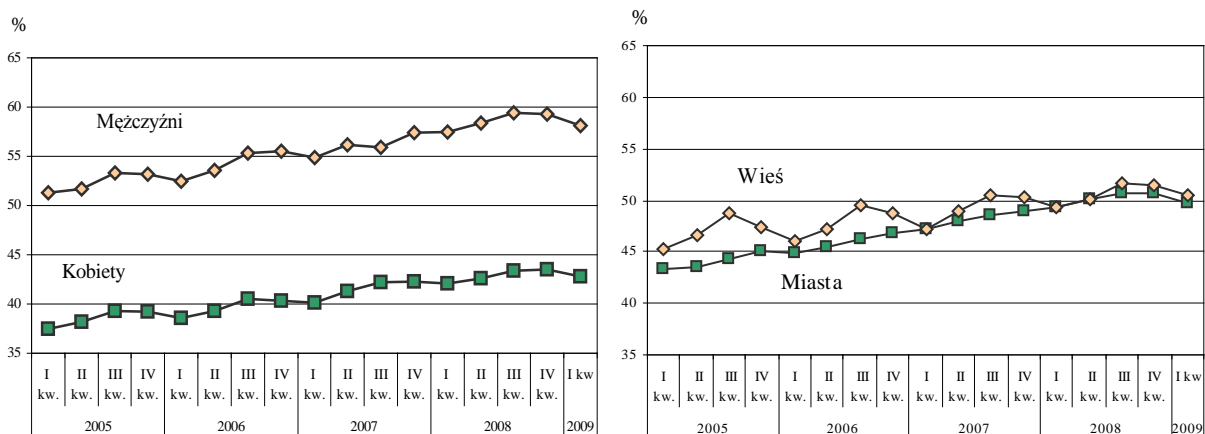 %
65
60
55
50
45
40
35
Mężczyźni
Kobiety
I II III IV I II III IV I II III IV I II III IV I kw
kw. kw. kw. kw. kw. kw. kw. kw. kw. kw. kw. kw. kw. kw. kw. kw.
2005 2006 2007 2008 2009
%
65
60
55
50
45
40
35
Wieś
Miasta
I II III IV I II III IV I II III IV I II III IV I kw
kw. kw. kw. kw. kw. kw. kw. kw. kw. kw. kw. kw. kw. kw. kw. kw.
2005 2006 2007 2008 2009